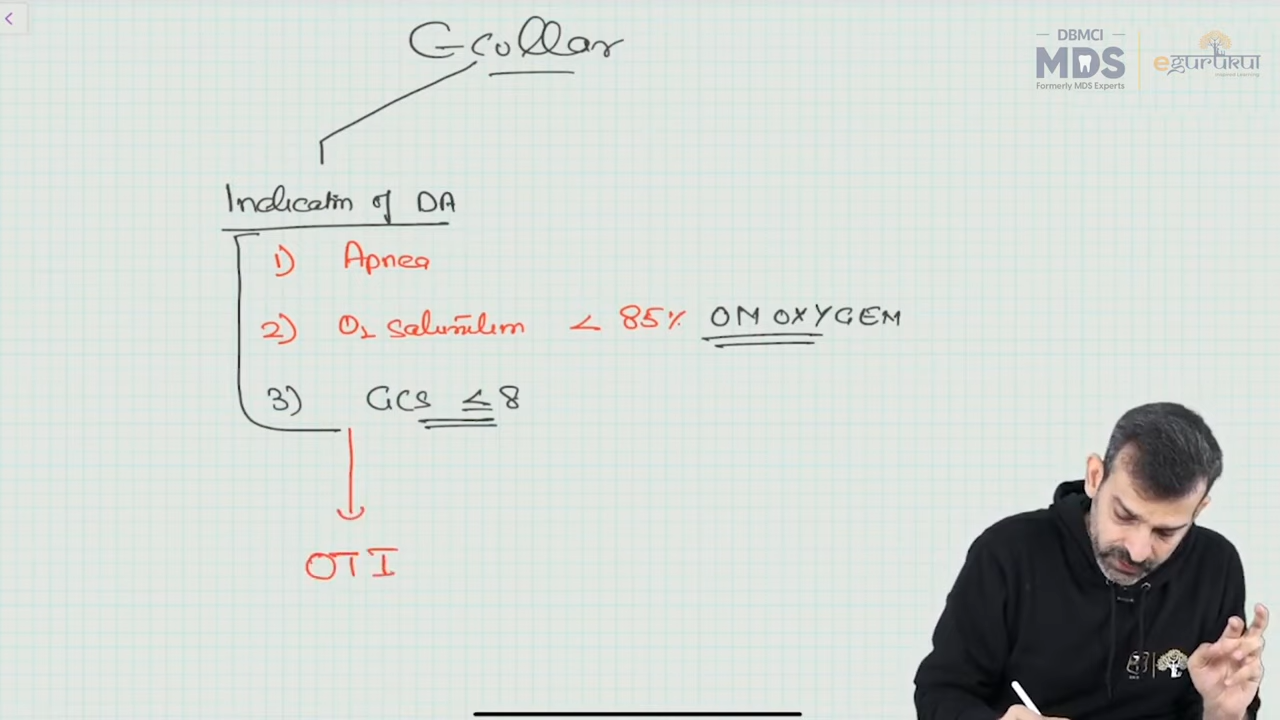 C-collar
DBMCI
MDS
Formerly MDS Experts
egurukul
Indication of DA
1) Apnea
2) O2 saturation < 85% ON OXYGEN
3) GCS ≤ 8
OTI